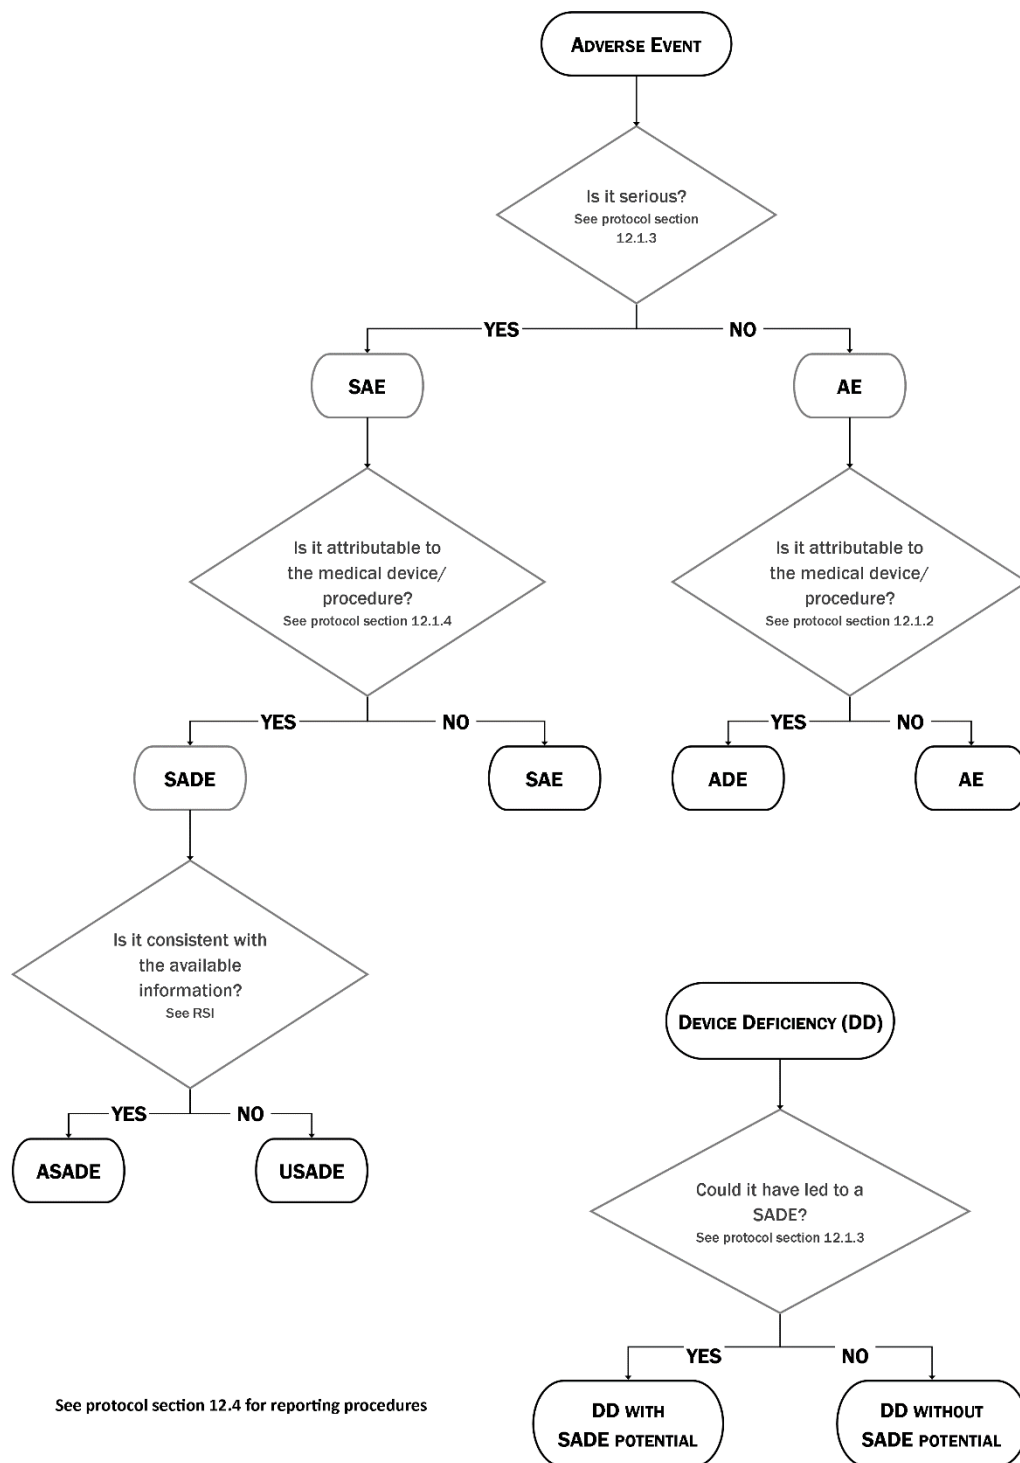 ADVERSE EVENT
Is it serious?
See protocol section
12.1.3
YES
NO
SAE
AE
Is it attributable to
the medical device/
procedure?
See protocol section 12.1.4
Is it attributable to
the medical device/
procedure?
See protocol section 12.1.2
YES
NO
YES
NO
SADE
SAE
ADE
AE
Is it consistent with
the available
information?
See RSI
YES
NO
ASADE
USADE
DEVICE DEFICIENCY (DD)
Could it have led to a
SADE?
See protocol section 12.1.3
YES
NO
DD WITH
SADE POTENTIAL
DD WITHOUT
SADE POTENTIAL
See protocol section 12.4 for reporting procedures